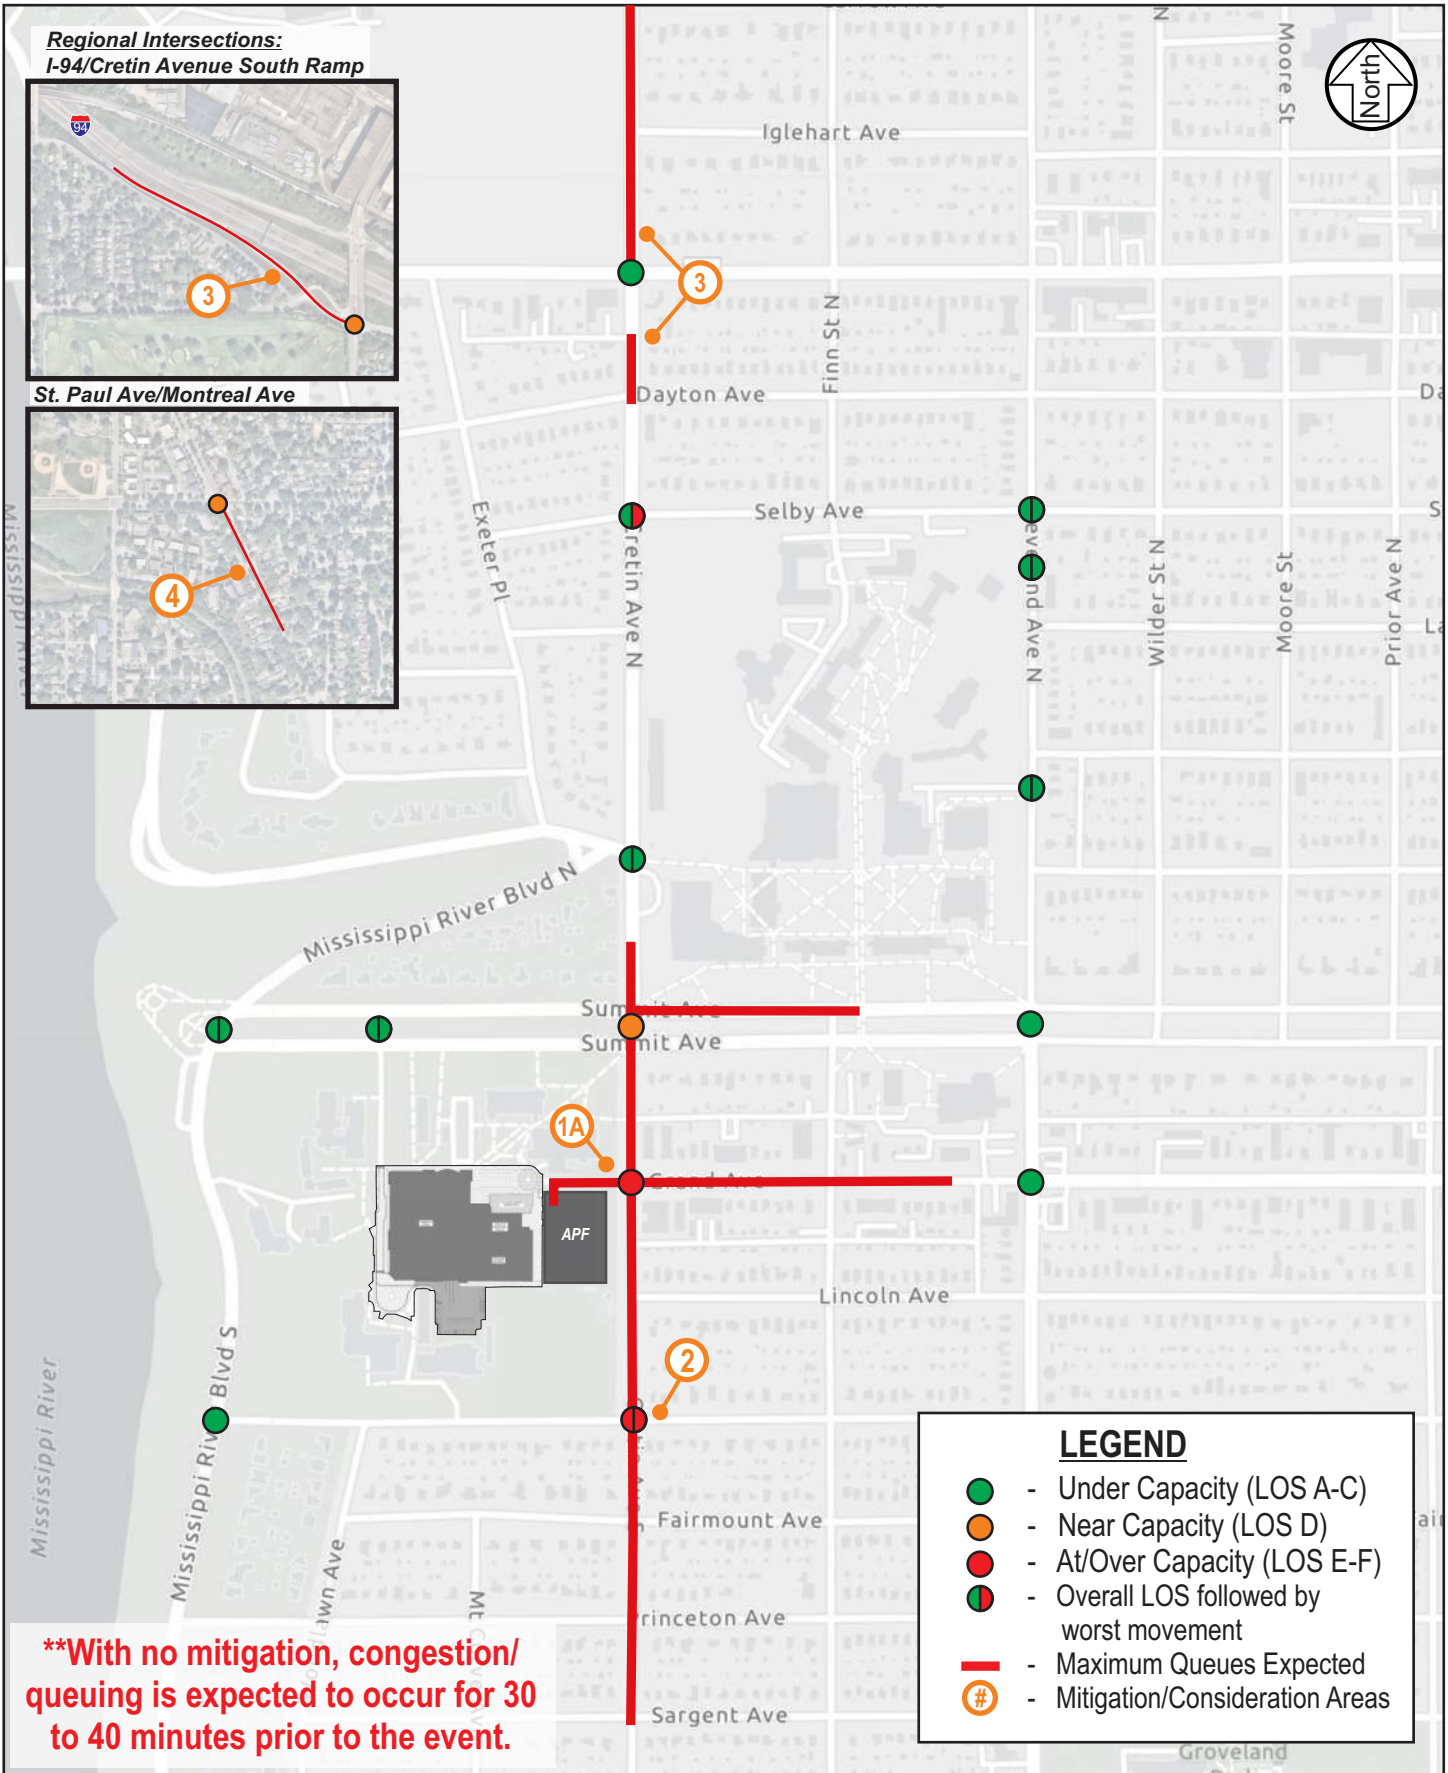 Regional Intersections:
I-94/Cretin Avenue South Ramp
94
3
St. Paul Ave/Montreal Ave
4
North
Iglehart Ave
Moore St
N
3
Finn St N
Dayton Ave
Selby Ave
Exeter Pl
Cretin Ave N
Wilder St N
Moore St
Prior Ave N
Mississippi River Blvd N
Summit Ave
Summit Ave
1A
Grand Ave
APF
Lincoln Ave
2
Mississippi River
Mississippi River Blvd S
Fairmount Ave
Princeton Ave
Sargent Ave
Groveland
**With no mitigation, congestion/
queuing is expected to occur for 30
to 40 minutes prior to the event.
LEGEND
- Under Capacity (LOS A-C)
- Near Capacity (LOS D)
- At/Over Capacity (LOS E-F)
- Overall LOS followed by
worst movement
- Maximum Queues Expected
# - Mitigation/Consideration Areas